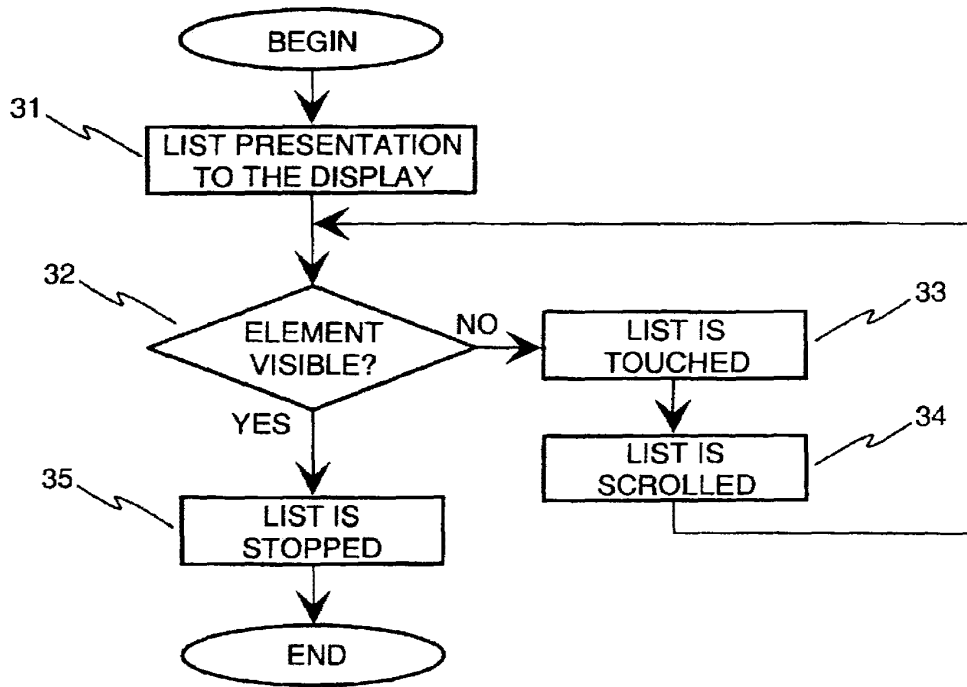 BEGIN
31
LIST PRESENTATION
TO THE DISPLAY
32
ELEMENT
VISIBLE?
NO
33
LIST IS
TOUCHED
YES
34
LIST IS
SCROLLED
35
LIST IS
STOPPED
END